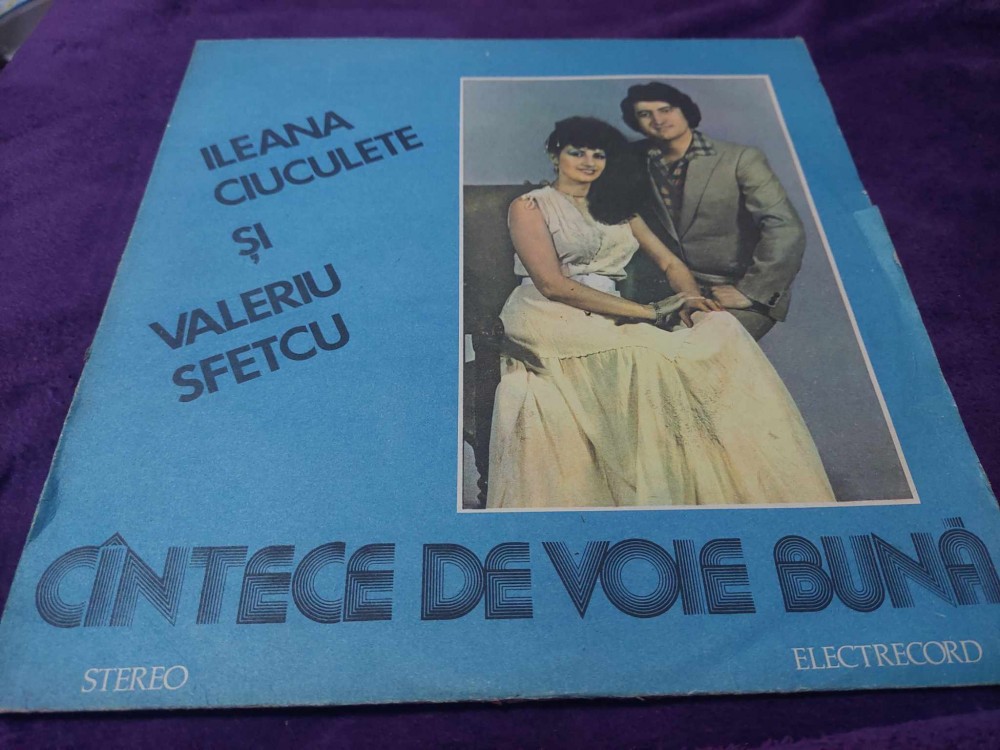 ILEANA
CIUCULETE
ȘI
VALERIU
SFETCU
CÎNTECE DE VOIE BUNĂ
STEREO
ELECTRECORD